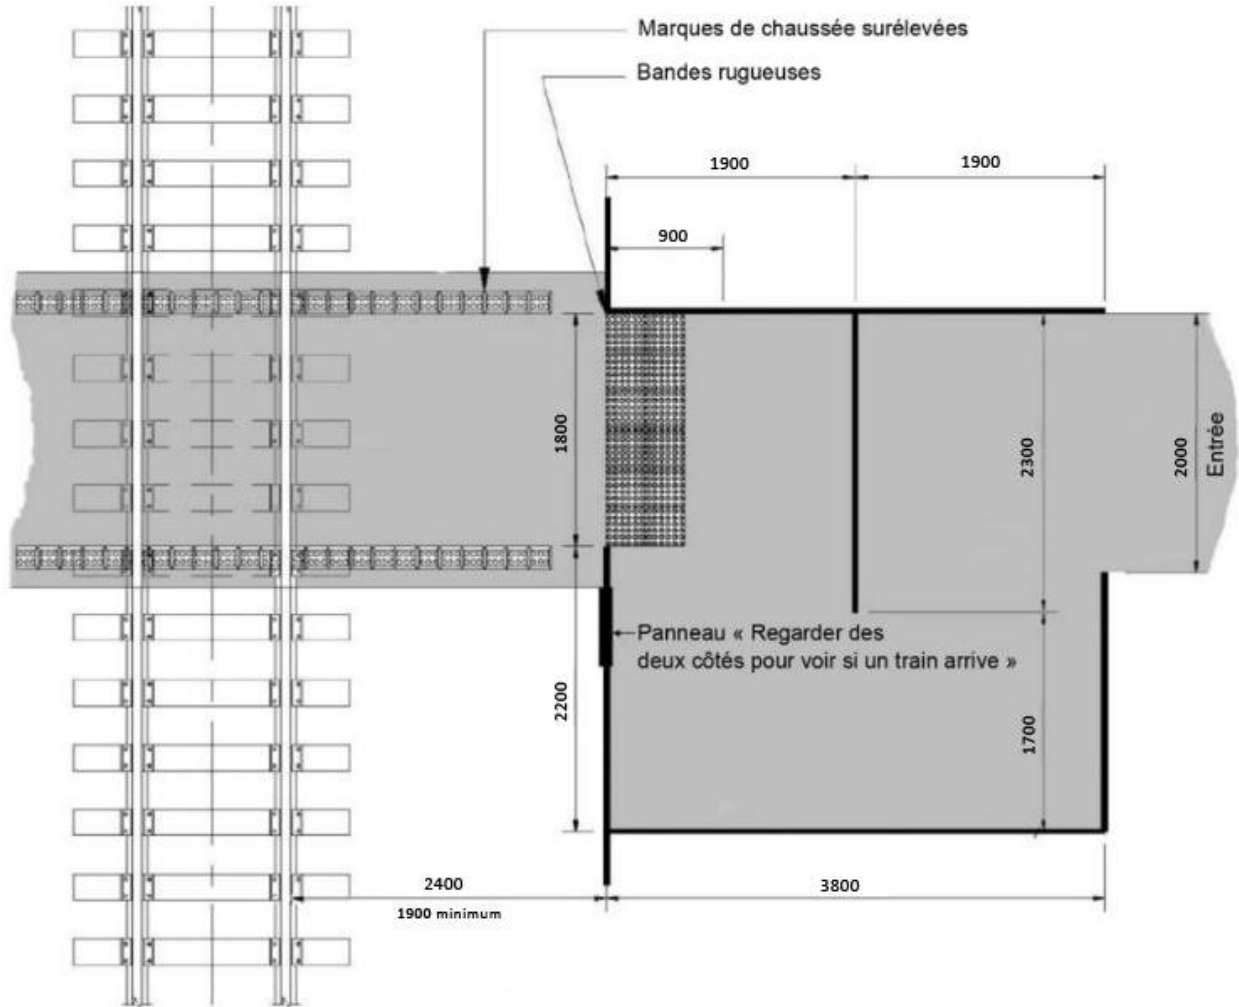 Marques de chaussée surélevées
Bandes rugueuses
1900
1900
900
1800
2300
2000
Entrée
Panneau « Regarder des
deux côtés pour voir si un train arrive »
2200
1700
2400
1900 minimum
3800